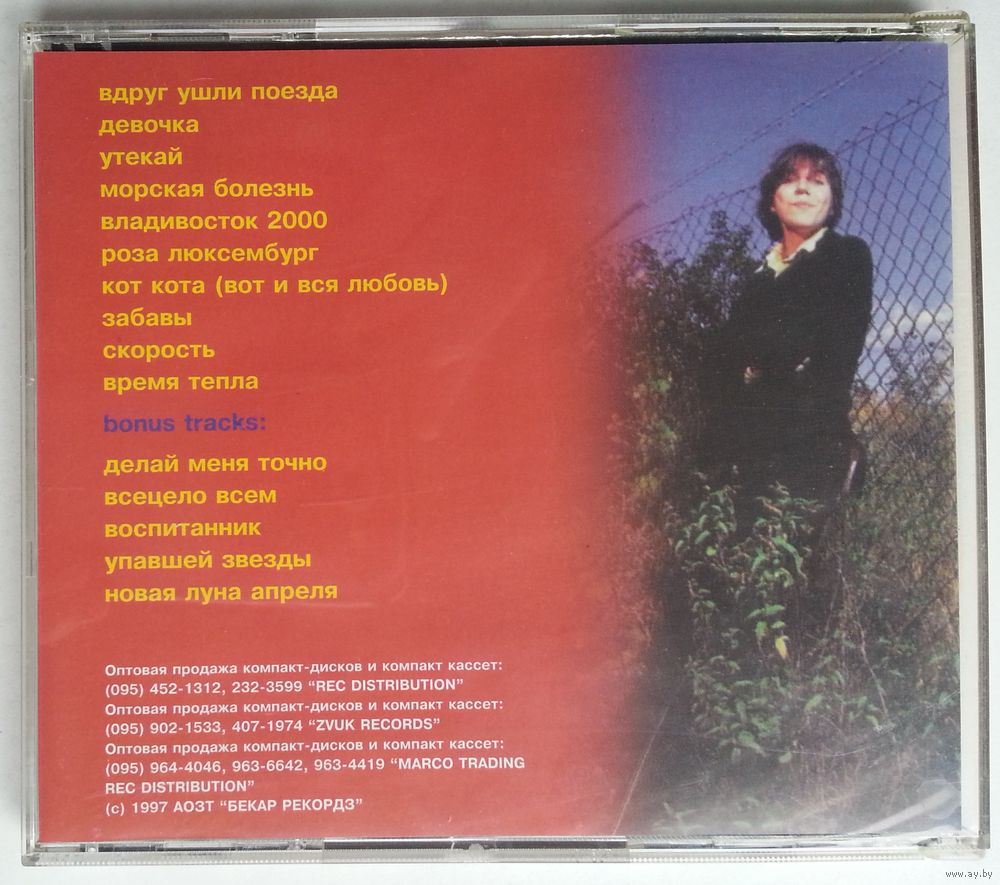 вдруг ушли поезда
девочка
утекай
морская болезнь
владивосток 2000
роза люксембург
кот кота (вот и вся любовь)
забавы
скорость
время тепла
bonus tracks:
делай меня точно
всецело всем
воспитанник
упавшей звезды
новая луна апреля
Оптовая продажа компакт-дисков и компакт кассет:
(095) 452-1312, 232-3599 “REC DISTRIBUTION”
Оптовая продажа компакт-дисков и компакт кассет:
(095) 902-1533, 407-1974 “ZVUK RECORDS”
Оптовая продажа компакт-дисков и компакт кассет:
(095) 964-4046, 963-6642, 963-4419 “MARCO TRADING
REC DISTRIBUTION”
(c) 1997 АОЗТ “БЕКАР РЕКОРДЗ”
www.ay.by